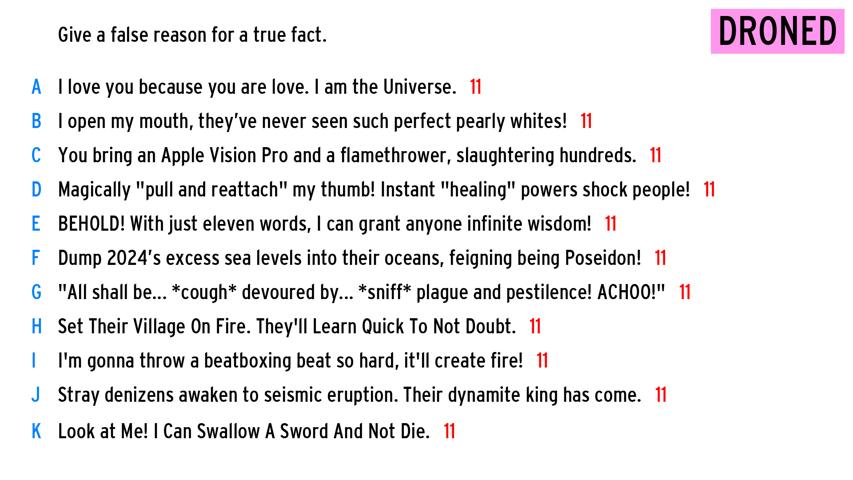 Give a false reason for a true fact.
DRONED
A I love you because you are love. I am the Universe. 11
B I open my mouth, they've never seen such perfect pearly whites! 11
C You bring an Apple Vision Pro and a flamethrower, slaughtering hundreds. 11
D Magically "pull and reattach" my thumb! Instant "healing" powers shock people! 11
E BEHOLD! With just eleven words, I can grant anyone infinite wisdom! 11
F Dump 2024's excess sea levels into their oceans, feigning being Poseidon! 11
G "All shall be... *cough* devoured by... *sniff* plague and pestilence! ACHOO!" 11
H Set Their Village On Fire. They'll Learn Quick To Not Doubt. 11
I I'm gonna throw a beatboxing beat so hard, it'll create fire! 11
J Stray denizens awaken to seismic eruption. Their dynamite king has come. 11
K Look at Me! I Can Swallow A Sword And Not Die. 11